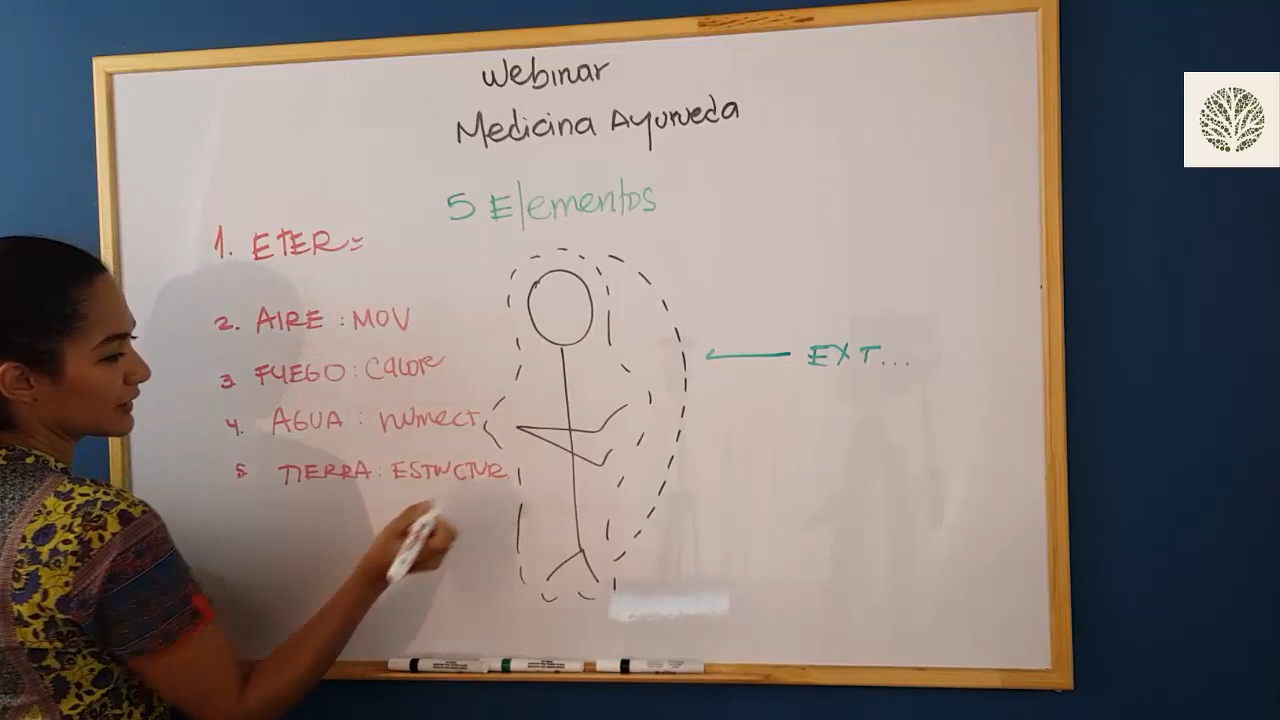 Webinar
Medicina Ayurveda
5 Elementos
1. ETER=
2. AIRE : MOV
3. FUEGO : CALOR
4. AGUA :
5. TIERRA : ESTRUCTUR
EXT...